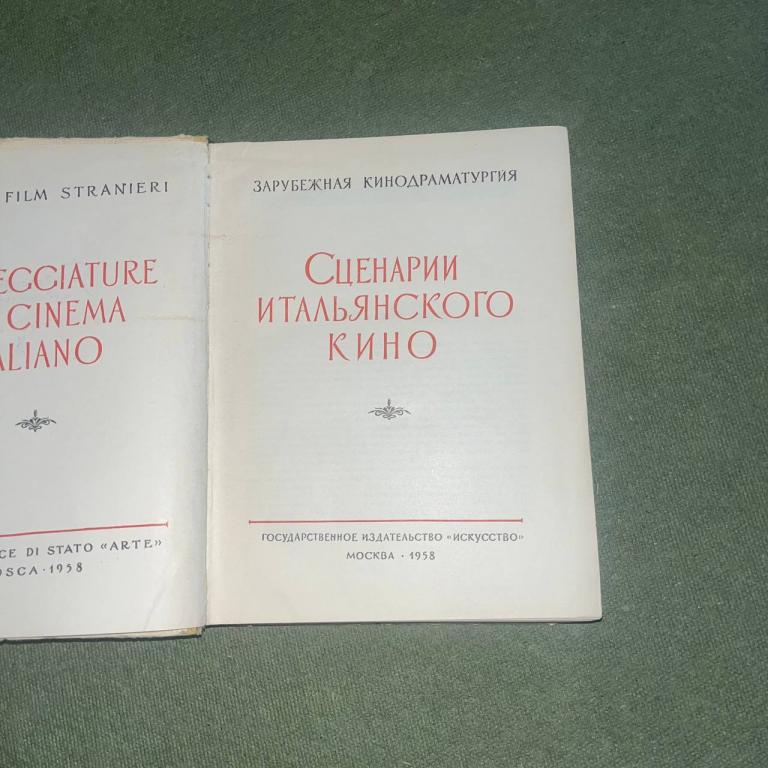 FILM STRANIERI
EGGIATURE
CINEMA
ALIANO
CE DI STATO «ARTE»
OSCA · 1958
ЗАРУБЕЖНАЯ КИНОДРАМАТУРГИЯ
СЦЕНАРИИ
ИТАЛЬЯНСКОГО
КИНО
ГОСУДАРСТВЕННОЕ ИЗДАТЕЛЬСТВО «ИСКУССТВО»
МОСКВА · 1958